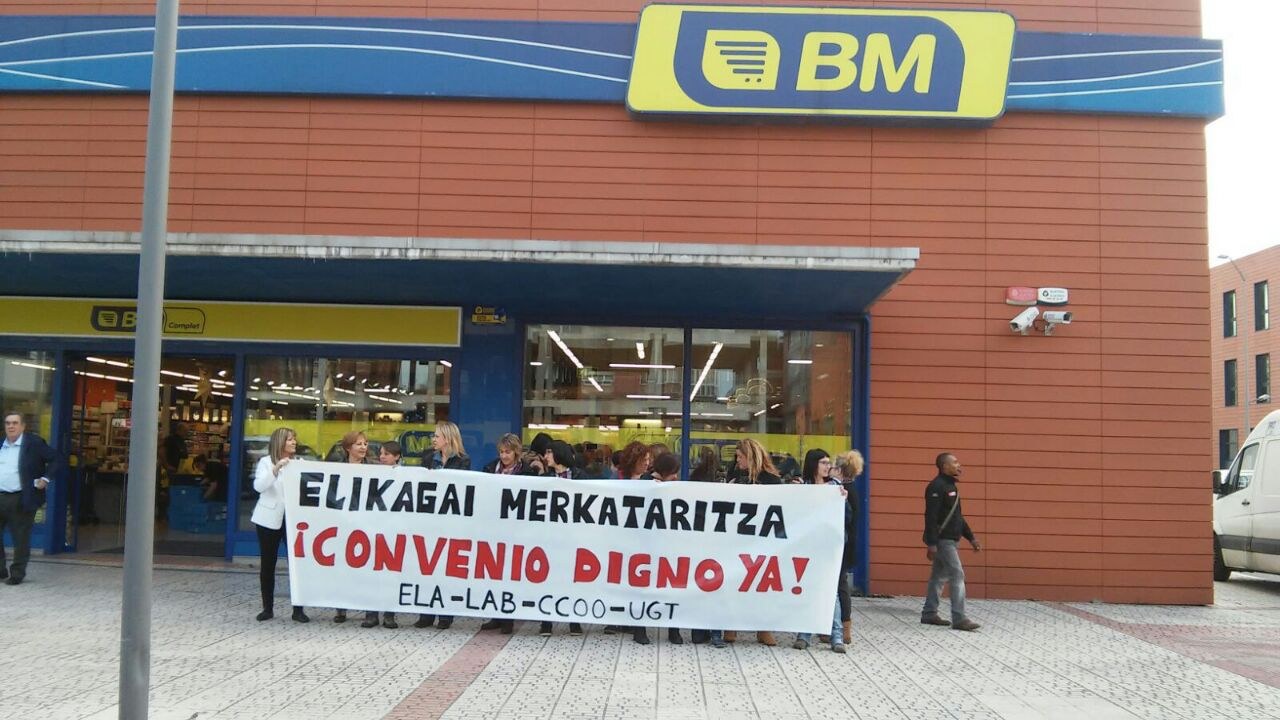 BM
BM Complet
ELIKAGAI MERKATARITZA
¡CONVENIO DIGNO YA!
ELA-LAB-CCOO-UGT